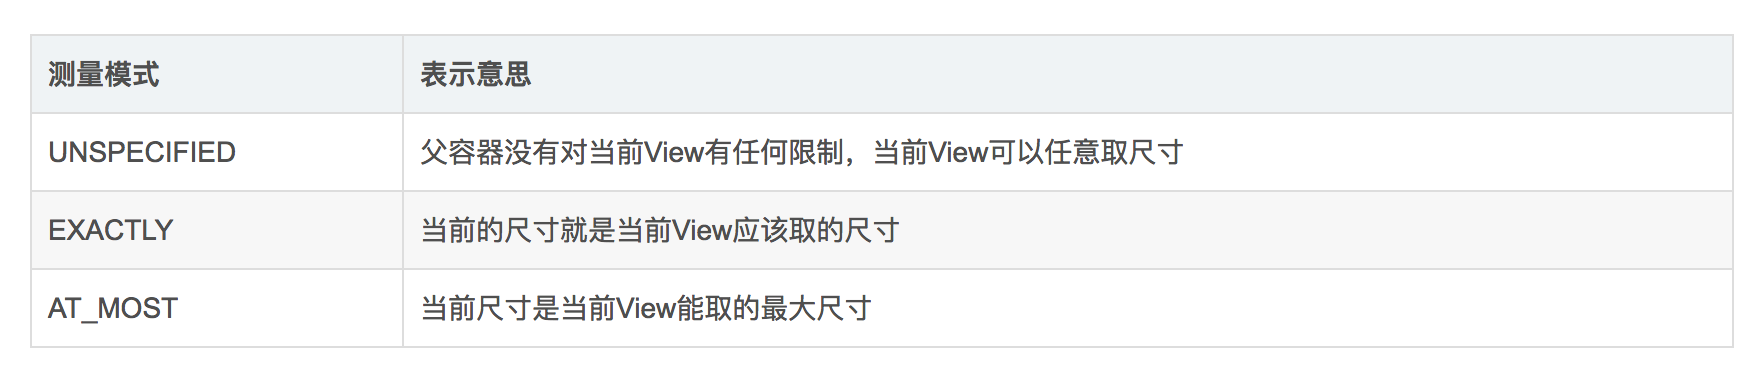 测量模式 表示意思
UNSPECIFIED 父容器没有对当前View有任何限制，当前View可以任意取尺寸
EXACTLY 当前的尺寸就是当前View应该取的尺寸
AT_MOST 当前尺寸是当前View能取的最大尺寸